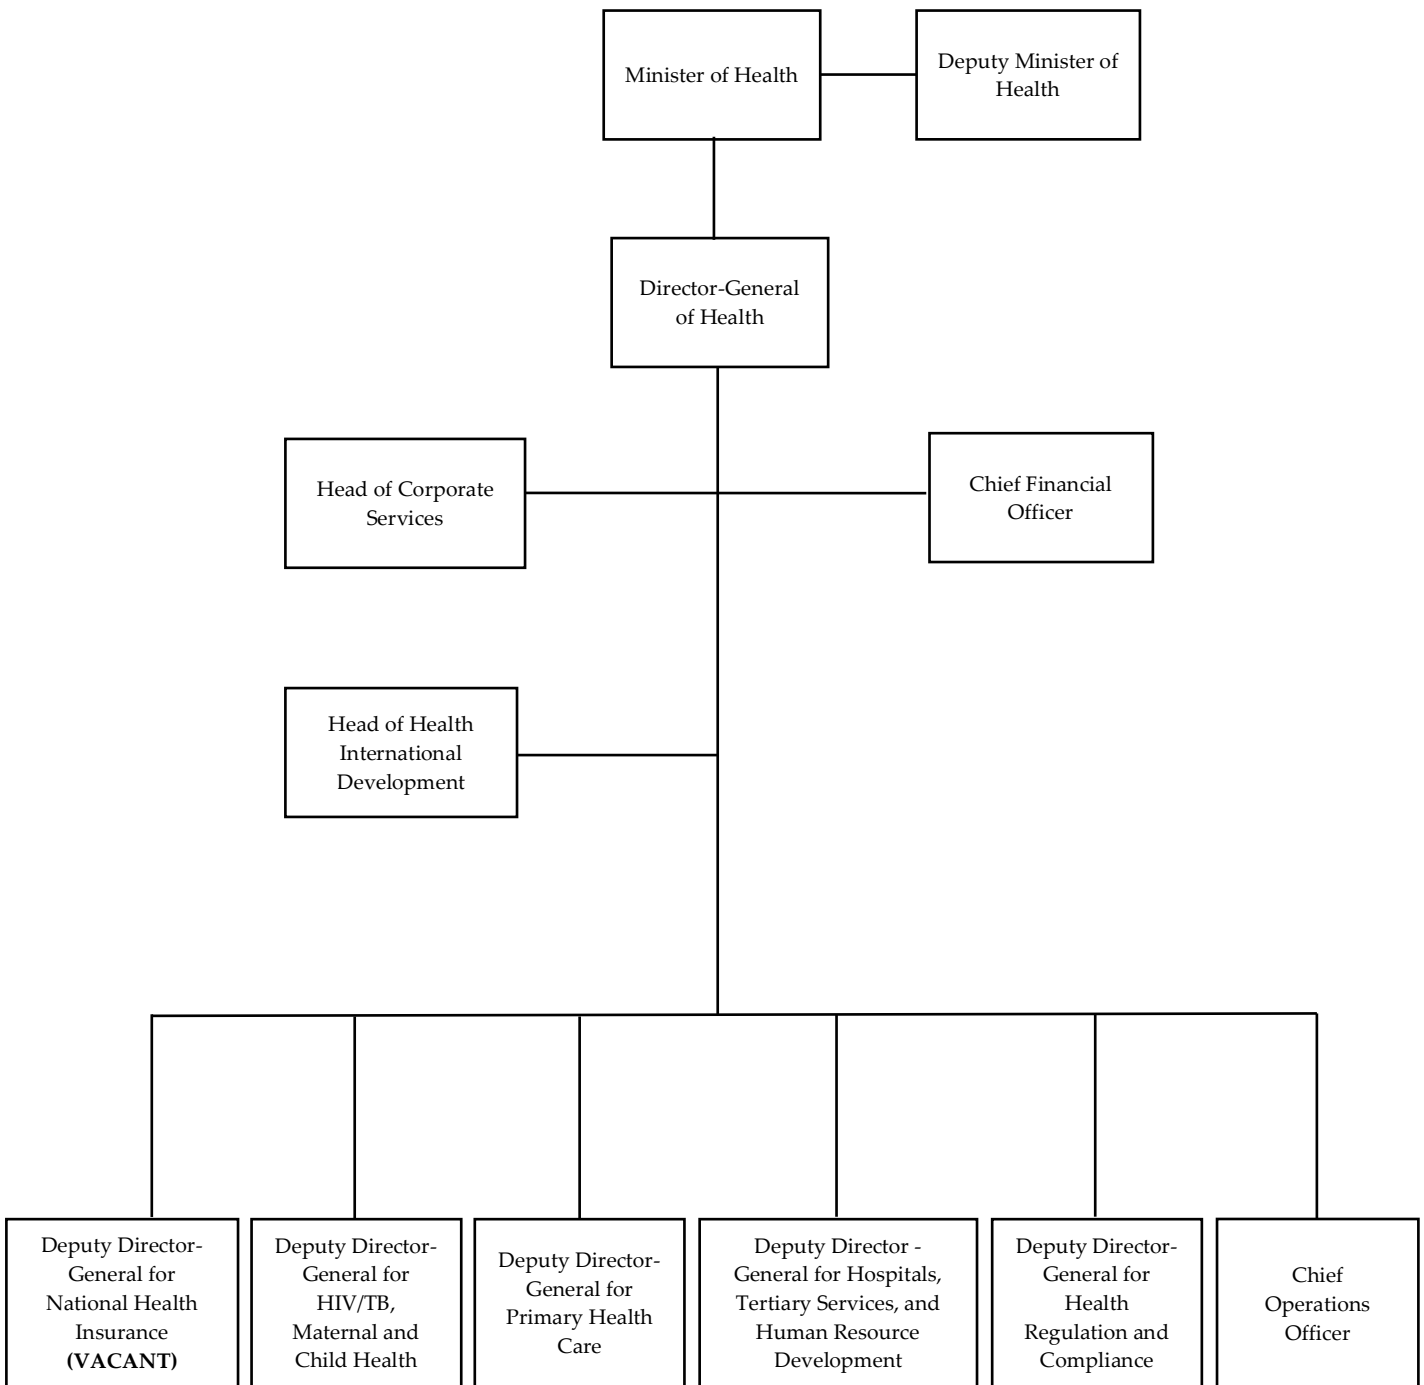 Minister of Health
Deputy Minister of
Health
Director-General
of Health
Head of Corporate
Services
Chief Financial
Officer
Head of Health
International
Development
Deputy Director-
General for
National Health
Insurance
(VACANT)
Deputy Director-
General for
HIV/TB,
Maternal and
Child Health
Deputy Director-
General for
Primary Health
Care
Deputy Director -
General for Hospitals,
Tertiary Services, and
Human Resource
Development
Deputy Director-
General for
Health
Regulation and
Compliance
Chief
Operations
Officer